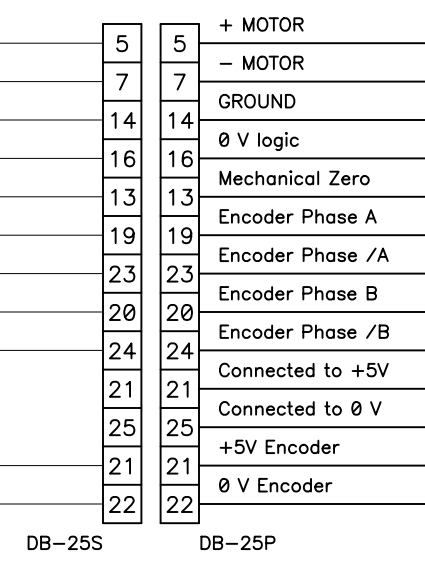 + MOTOR
5 5
− MOTOR
7 7
GROUND
14 14
0 V logic
16 16
Mechanical Zero
13 13
Encoder Phase A
19 19
Encoder Phase /A
23 23
Encoder Phase B
20 20
Encoder Phase /B
24 24
Connected to +5V
21 21
Connected to 0 V
25 25
+5V Encoder
21 21
0 V Encoder
22 22
DB−25S DB−25P